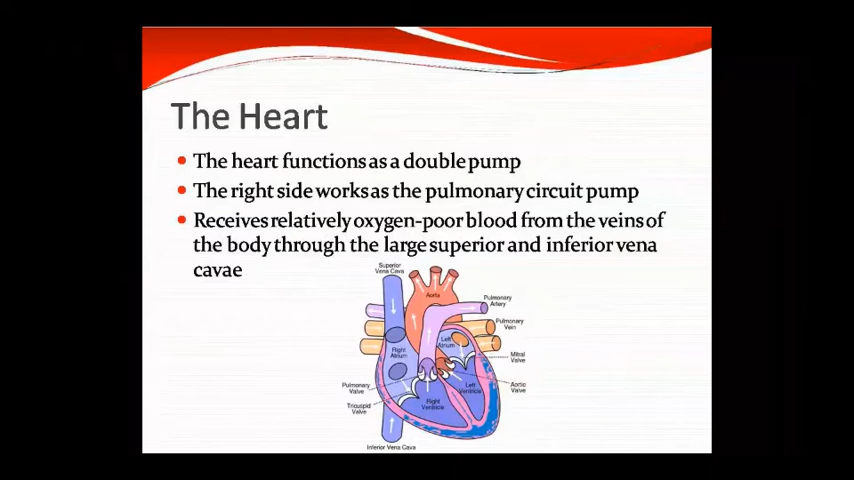 The Heart
The heart functions as a double pump
The right side works as the pulmonary circuit pump
Receives relatively oxygen-poor blood from the veins of
the body through the large superior and inferior vena
cavae
Superior
Vena Cava
Aorta
Pulmonary
Artery
Pulmonary
Vein
Left
Atrium
Right
Atrium
Mitral
Valve
Pulmonary
Valve
Aortic
Valve
Left
Ventricle
Tricuspid
Valve
Right
Ventricle
Inferior Vena Cava